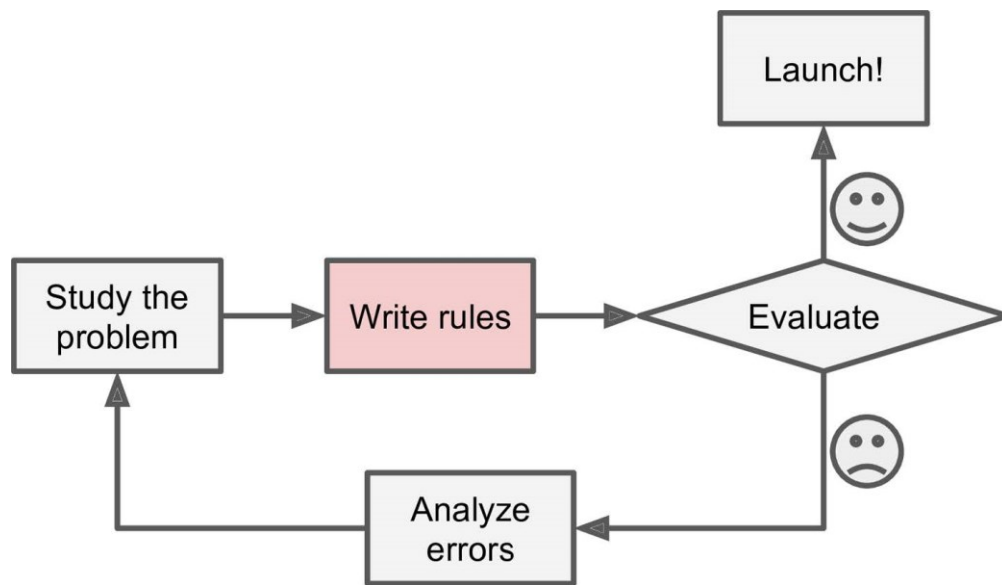 Launch!
Study the
problem
Write rules
Evaluate
Analyze
errors